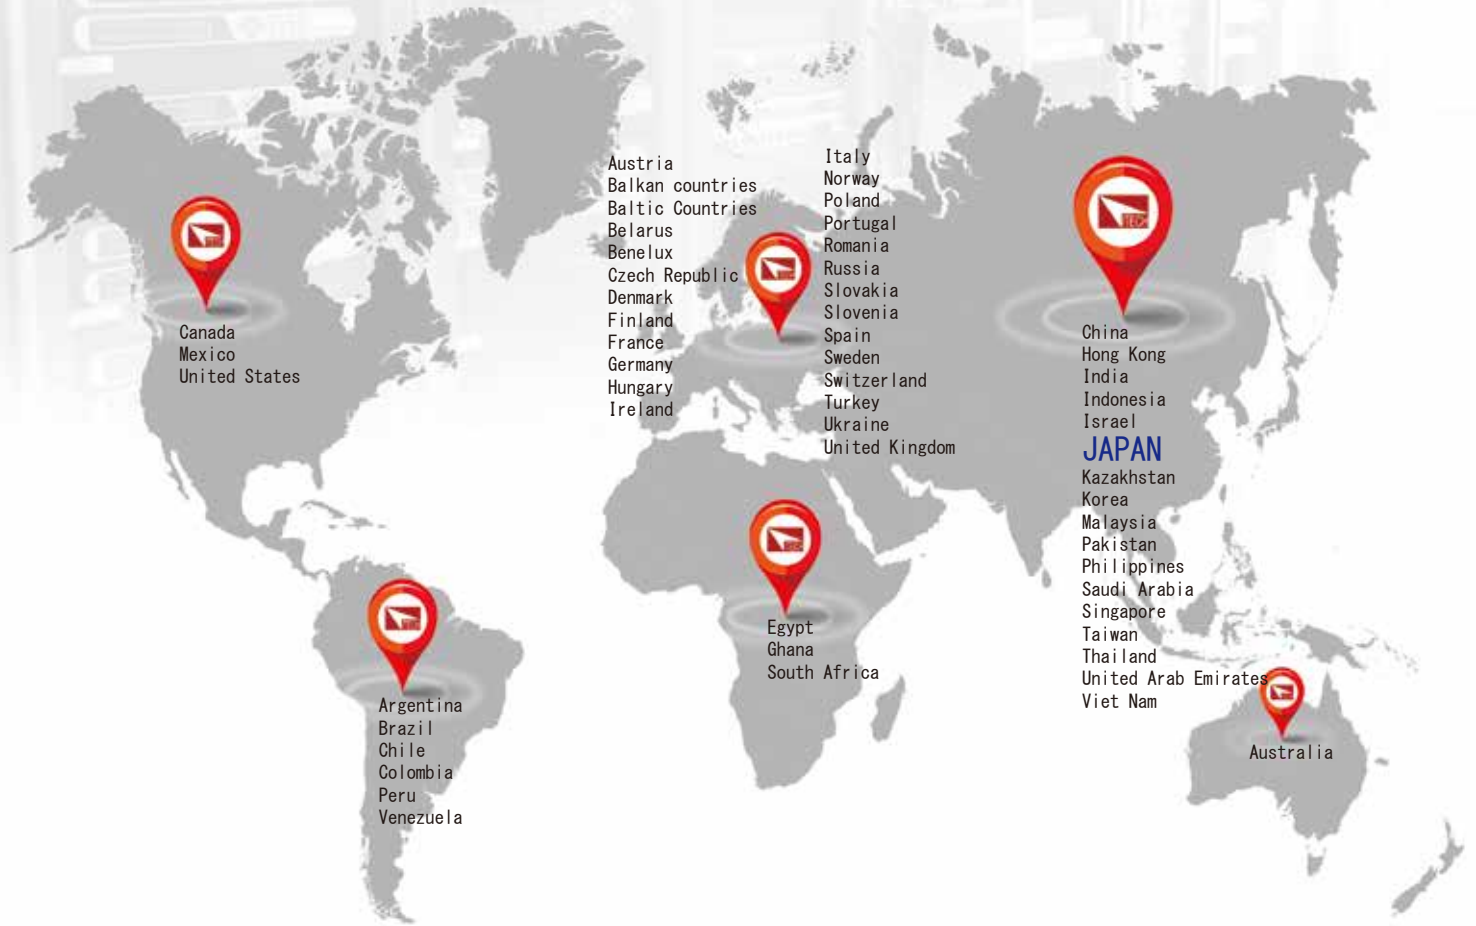 Canada
Mexico
United States
Argentina
Brazil
Chile
Colombia
Peru
Venezuela
Austria
Balkan countries
Baltic Countries
Belarus
Benelux
Czech Republic
Denmark
Finland
France
Germany
Hungary
Ireland
Italy
Norway
Poland
Portugal
Romania
Russia
Slovakia
Slovenia
Spain
Sweden
Switzerland
Turkey
Ukraine
United Kingdom
Egypt
Ghana
South Africa
TECH
China
Hong Kong
India
Indonesia
Israel
JAPAN
Kazakhstan
Korea
Malaysia
Pakistan
Philippines
Saudi Arabia
Singapore
Taiwan
Thailand
United Arab Emirates
Viet Nam
Australia